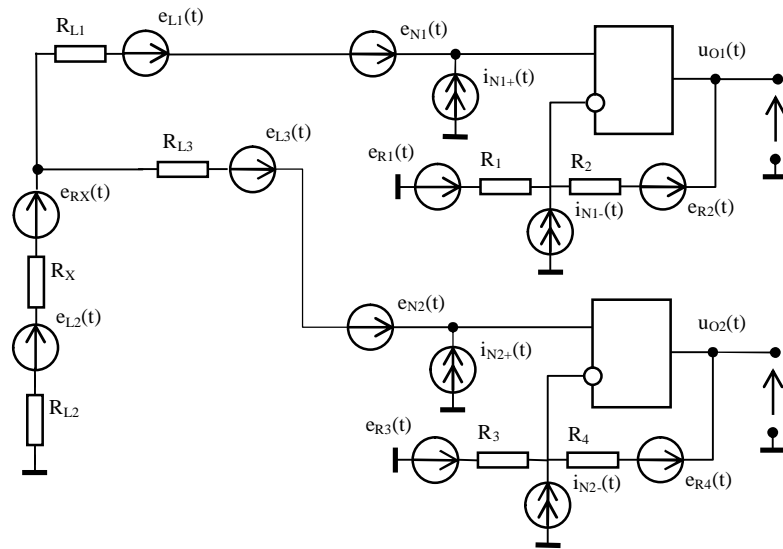 R_L1
e_L1(t)
e_N1(t)
i_N1+(t)
u_O1(t)
R_L3
e_L3(t)
e_R1(t)
R_1
R_2
e_R2(t)
i_N1-(t)
e_RX(t)
R_X
e_L2(t)
R_L2
e_N2(t)
i_N2+(t)
u_O2(t)
e_R3(t)
R_3
R_4
i_N2-(t)
e_R4(t)